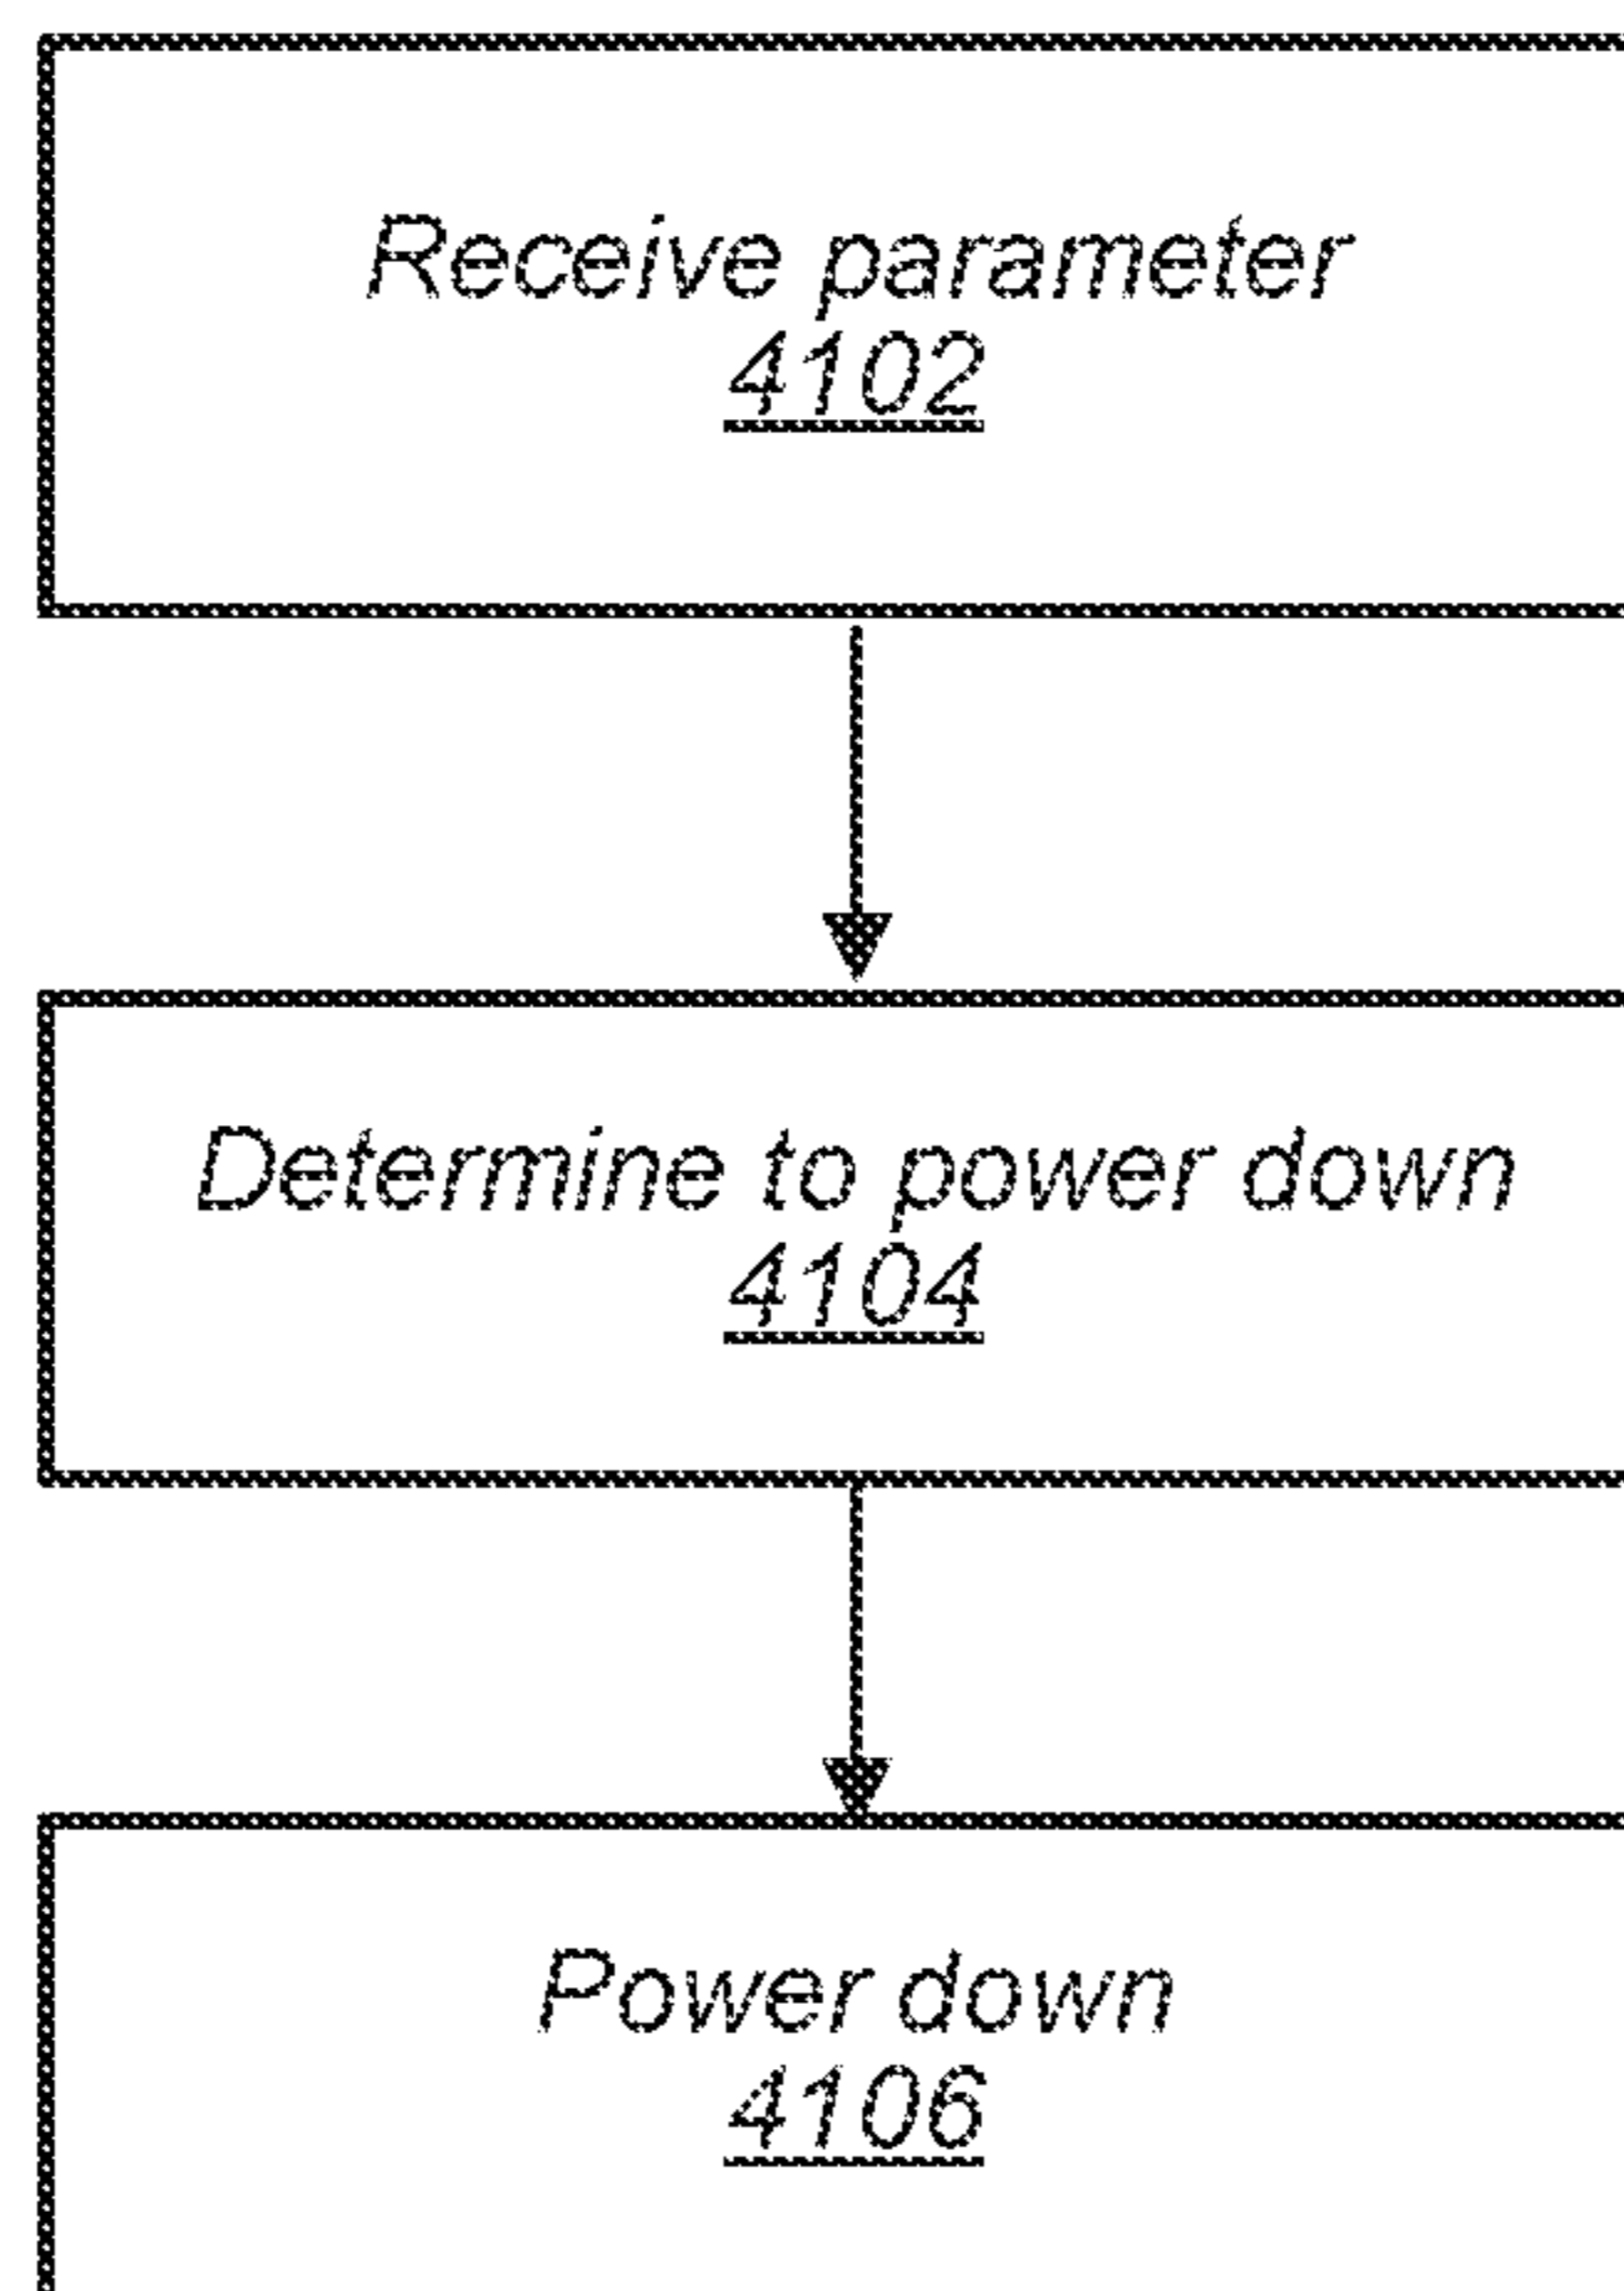 Receive parameter
4102
Determine to power down
4104
Power down
4106